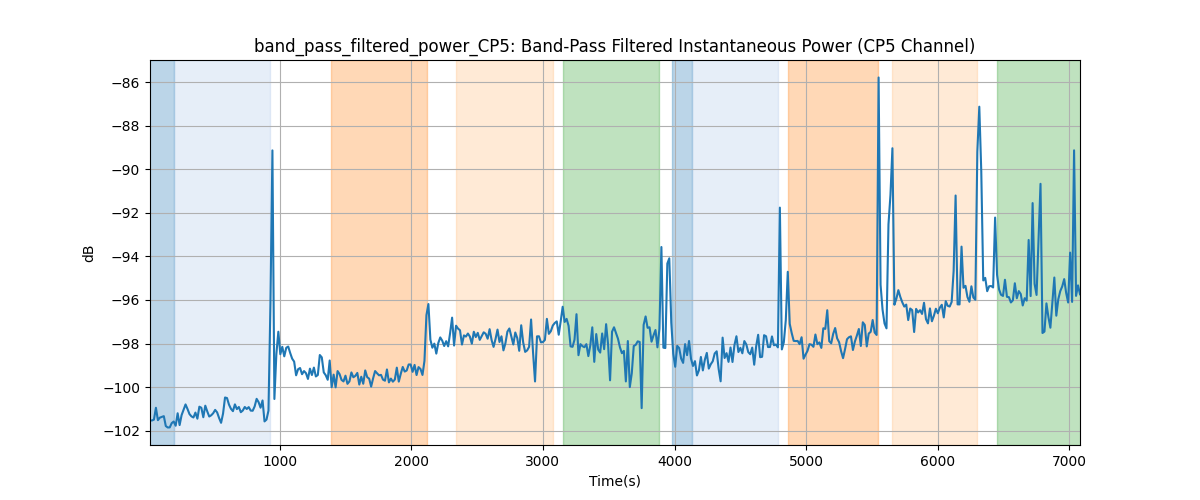 band_pass_filtered_power_CP5: Band-Pass Filtered Instantaneous Power (CP5 Channel)
−86
−88
−90
−92
−94
−96
−98
−100
−102
dB
1000 2000 3000 4000 5000 6000 7000
Time(s)